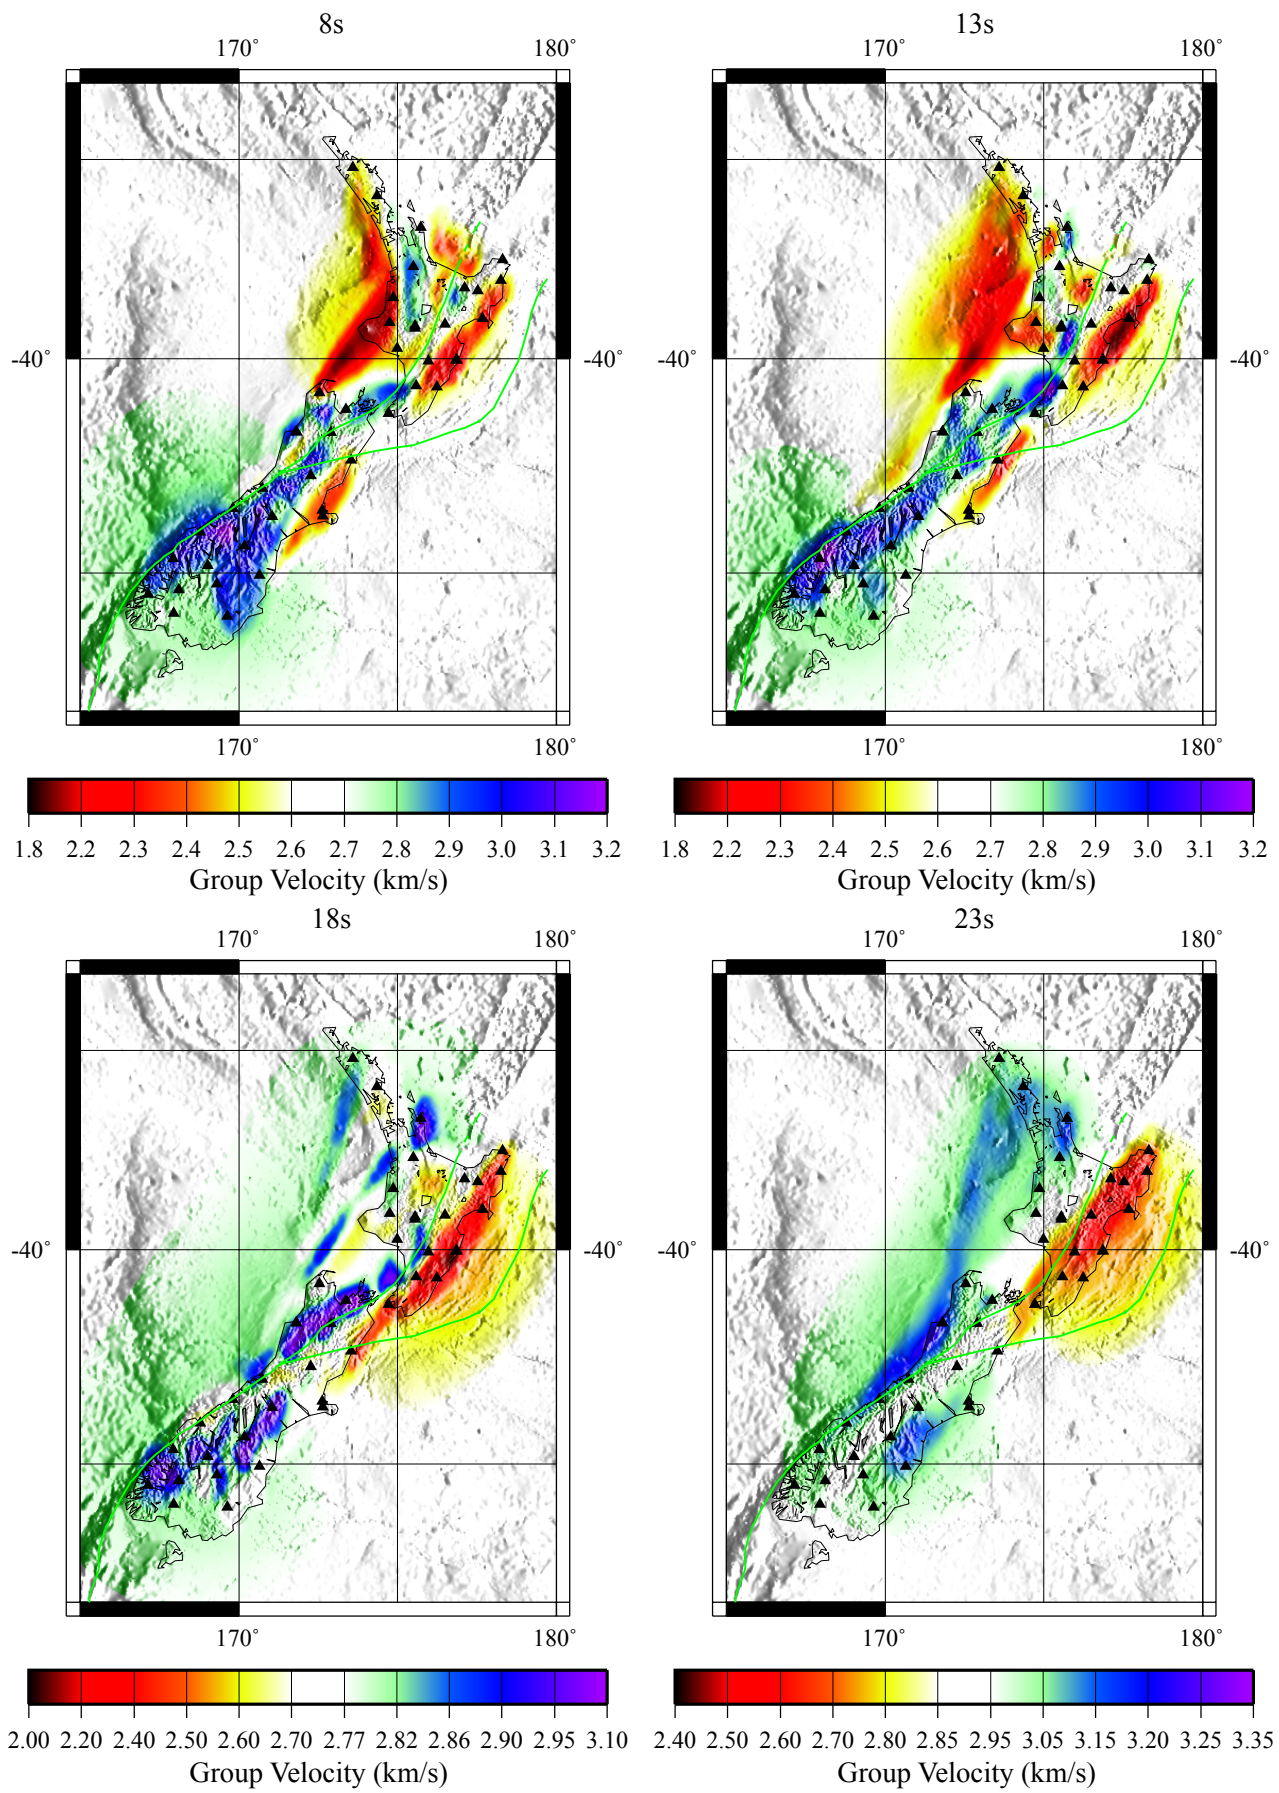 8s 13s
170° 180° 170° 180°
-40° -40° -40°
170° 180° 170° 180°
1.8 2.2 2.3 2.4 2.5 2.6 2.7 2.8 2.9 3.0 3.1 3.2 1.8 2.2 2.3 2.4 2.5 2.6 2.7 2.8 2.9 3.0 3.1 3.2
Group Velocity (km/s) Group Velocity (km/s)
18s 23s
170° 180° 170° 180°
-40° -40° -40°
170° 180° 170° 180°
2.00 2.20 2.40 2.50 2.60 2.70 2.77 2.82 2.86 2.90 2.95 3.10 2.40 2.50 2.60 2.70 2.80 2.85 2.95 3.05 3.15 3.20 3.25 3.35
Group Velocity (km/s) Group Velocity (km/s)